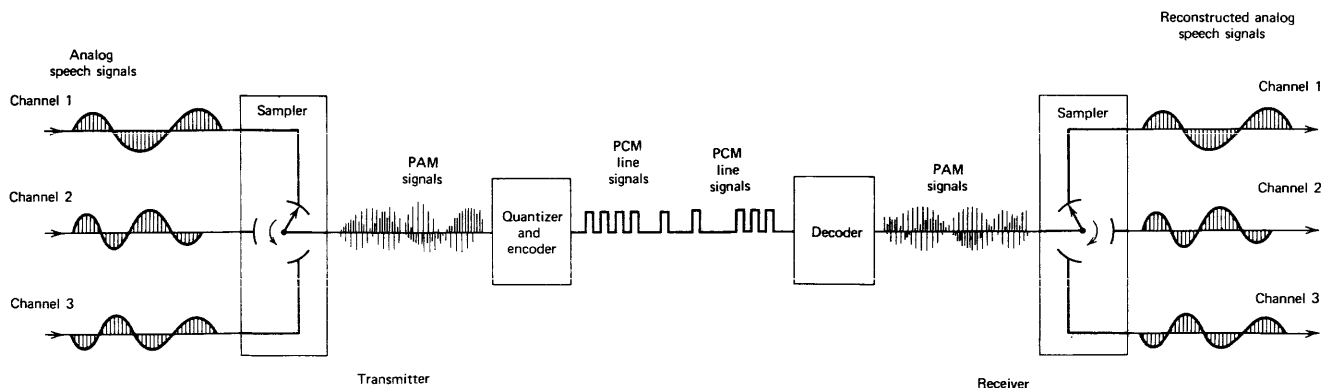 Analog
speech signals
Channel 1
Channel 2
Channel 3
Sampler
PAM
signals
Quantizer
and
encoder
PCM
line
signals
PCM
line
signals
Decoder
PAM
signals
Sampler
Reconstructed analog
speech signals
Channel 1
Channel 2
Channel 3
Transmitter
Receiver